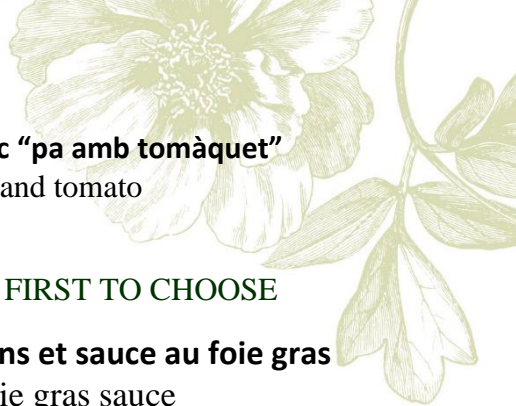 c “pa amb tomàquet”
and tomato
FIRST TO CHOOSE
ns et sauce au foie gras
ie gras sauce